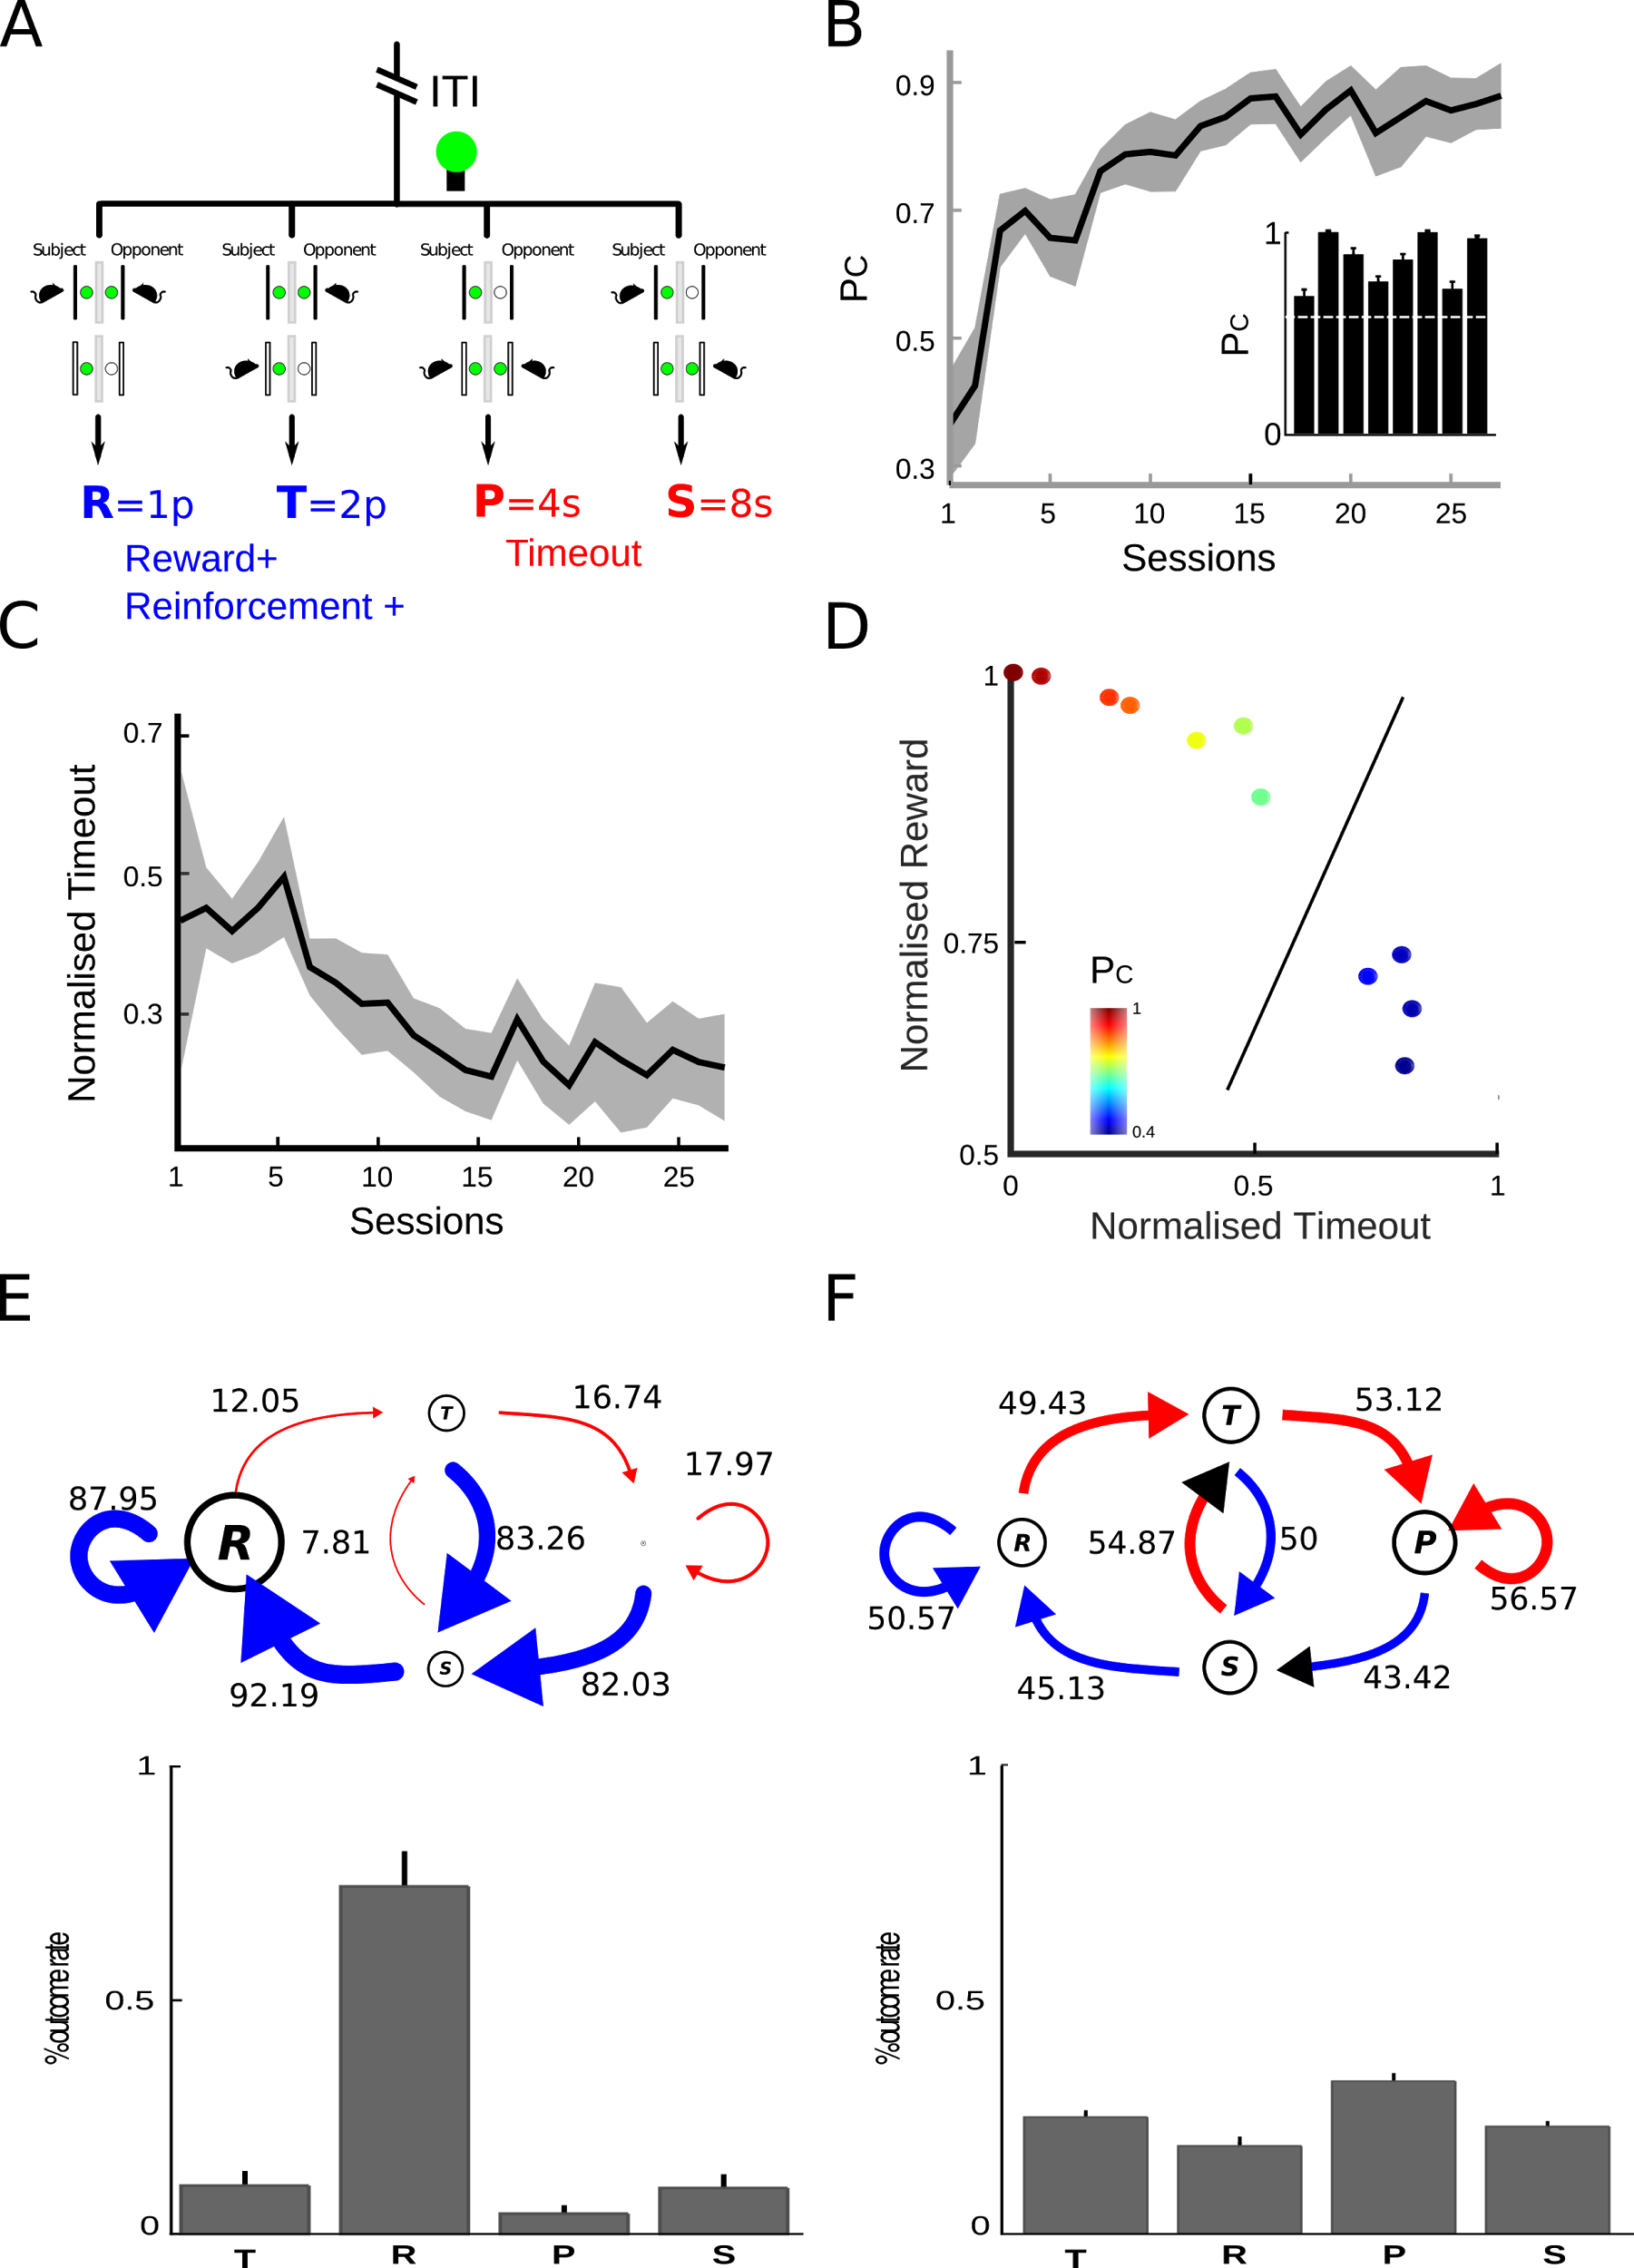 A
ITI
Subject Opponent Subject Opponent Subject Opponent Subject Opponent
R=1p T=2p P=4s S=8s
Reward+ Timeout
Reinforcement +
B
0.9
0.7
0.5
0.3
PC
1 5 10 15 20 25
Sessions
1
0
PC
C
0.7
0.5
0.3
Normalised Timeout
1 5 10 15 20 25
Sessions
D
1
0.75
0.5
Normalised Reward
PC
1
0.4
0 0.5 1
Normalised Timeout
E
12.05 T 16.74
17.97
87.95
R 7.81 83.26
92.19 S 82.03
1
0.5
0
%outcome rate
T R P S
F
49.43 T 53.12
R 54.87 50 P
50.57 56.57
45.13 S 43.42
1
0.5
0
%outcome rate
T R P S